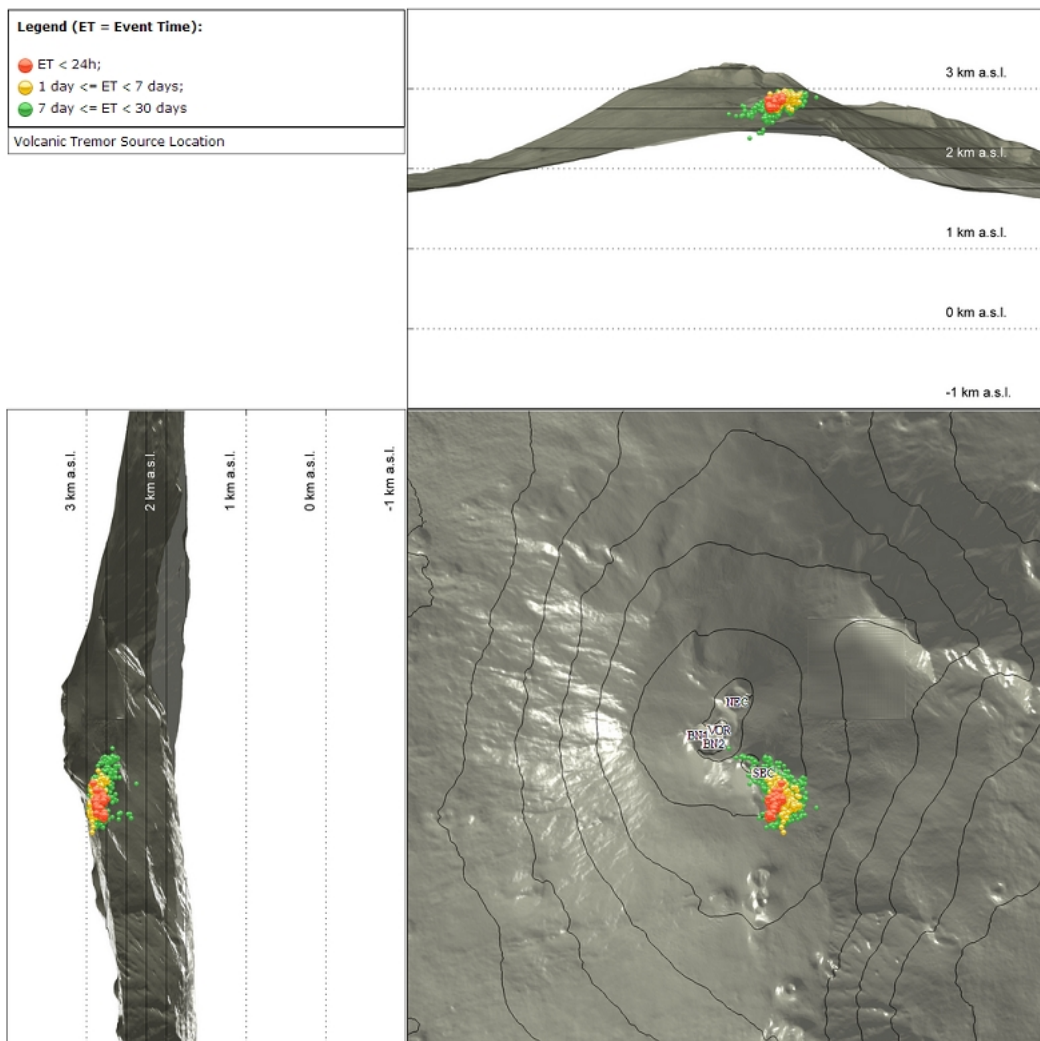 Legend (ET = Event Time):
ET < 24h;
1 day <= ET < 7 days;
7 day <= ET < 30 days
Volcanic Tremor Source Location
3 km a.s.l.
2 km a.s.l.
1 km a.s.l.
0 km a.s.l.
-1 km a.s.l.
3 km a.s.l.
2 km a.s.l.
1 km a.s.l.
0 km a.s.l.
-1 km a.s.l.
NEC
BN1 VOR
BN2
SEC